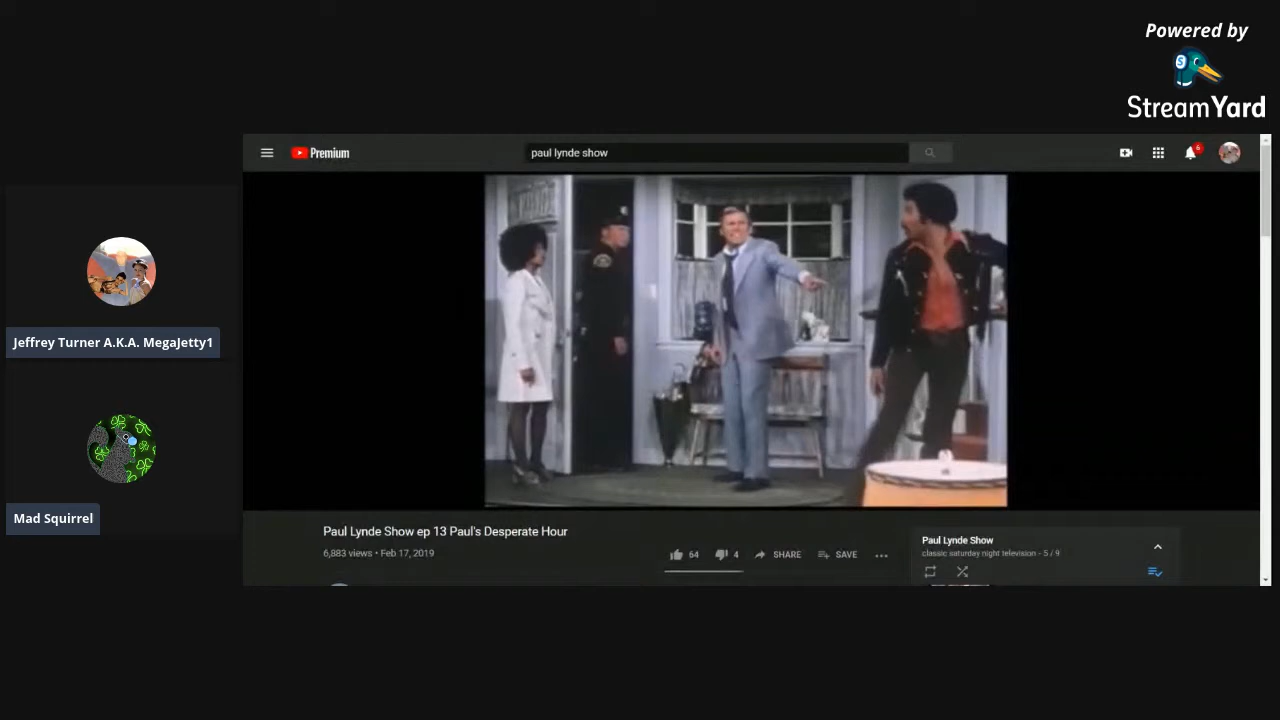 Powered by
StreamYard
Premium
paul lynde show
6
Jeffrey Turner A.K.A. MegaJetty1
Mad Squirrel
Paul Lynde Show ep 13 Paul's Desperate Hour
6,883 views • Feb 17, 2019
64
4
SHARE
SAVE
Paul Lynde Show
classic saturday night television - 5 / 9